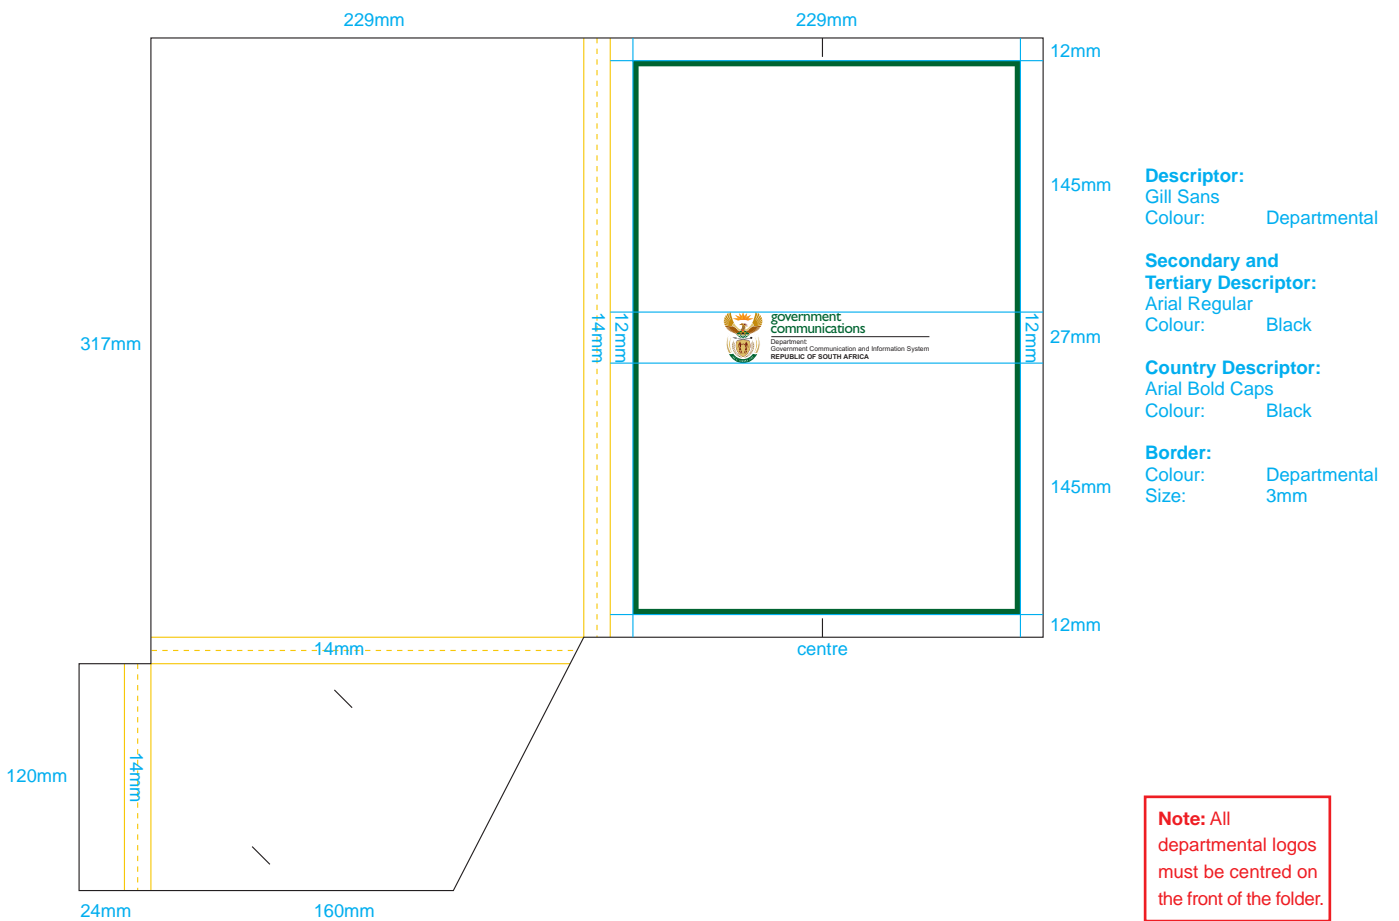 229mm
229mm
12mm
145mm
Descriptor:
Gill Sans
Colour: Departmental
Secondary and
Tertiary Descriptor:
Arial Regular
Colour: Black
Country Descriptor:
Arial Bold Caps
Colour: Black
Border:
Colour: Departmental
Size: 3mm
317mm
14mm
12mm
government
communications
Department:
Government Communication and Information System
REPUBLIC OF SOUTH AFRICA
12mm
27mm
145mm
12mm
14mm
centre
120mm
14mm
24mm
160mm
Note: All
departmental logos
must be centred on
the front of the folder.